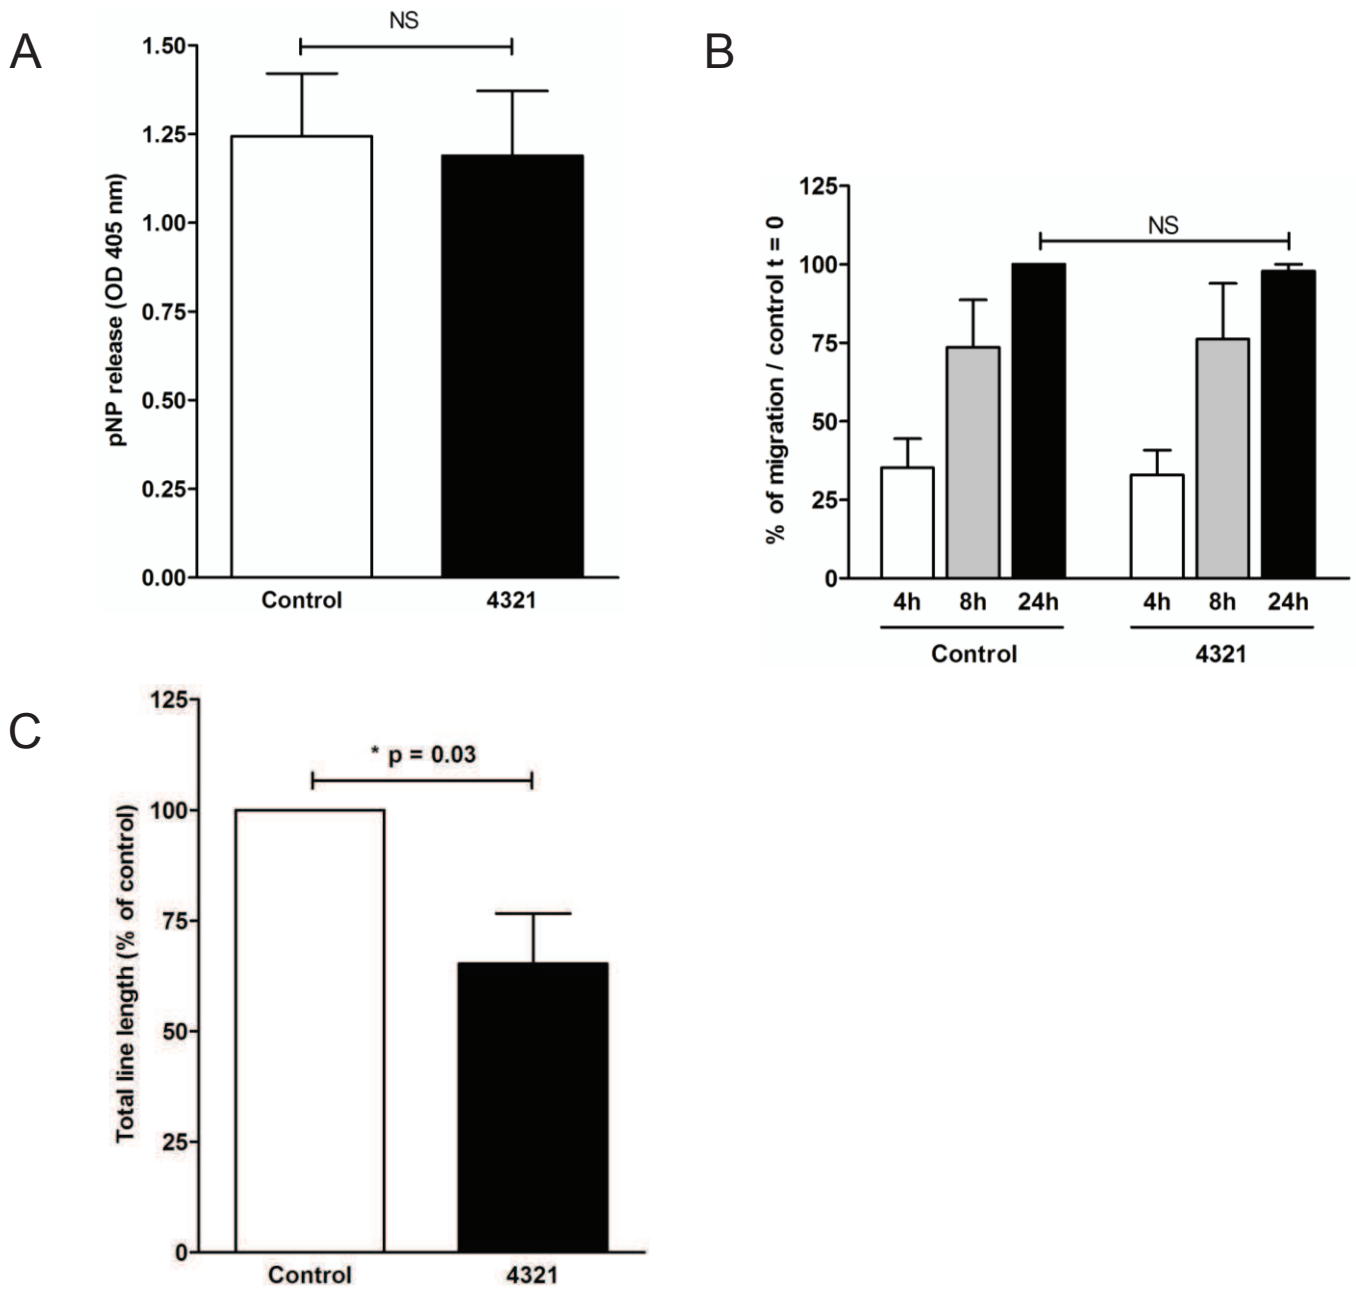 A
NS
pNP release (OD 405 nm)
1.50
1.25
1.00
0.75
0.50
0.25
0.00
Control 4321
B
NS
% of migration / control t = 0
125
100
75
50
25
0
4h 8h 24h 4h 8h 24h
Control 4321
C
* p = 0.03
Total line length (% of control)
125
100
75
50
25
0
Control 4321